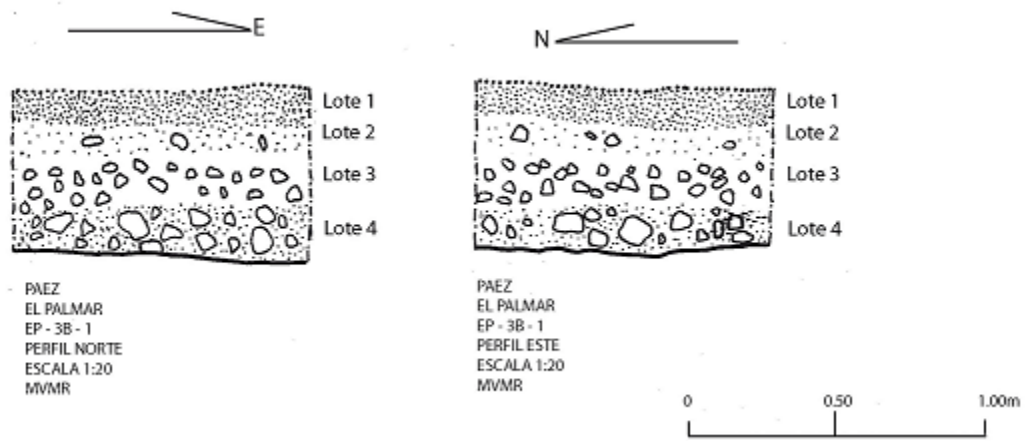 E
Lote 1
Lote 2
Lote 3
Lote 4
PAEZ
EL PALMAR
EP - 3B - 1
PERFIL NORTE
ESCALA 1:20
MVMR
N
Lote 1
Lote 2
Lote 3
Lote 4
PAEZ
EL PALMAR
EP - 3B - 1
PERFIL ESTE
ESCALA 1:20
MVMR
0 0.50 1.00m